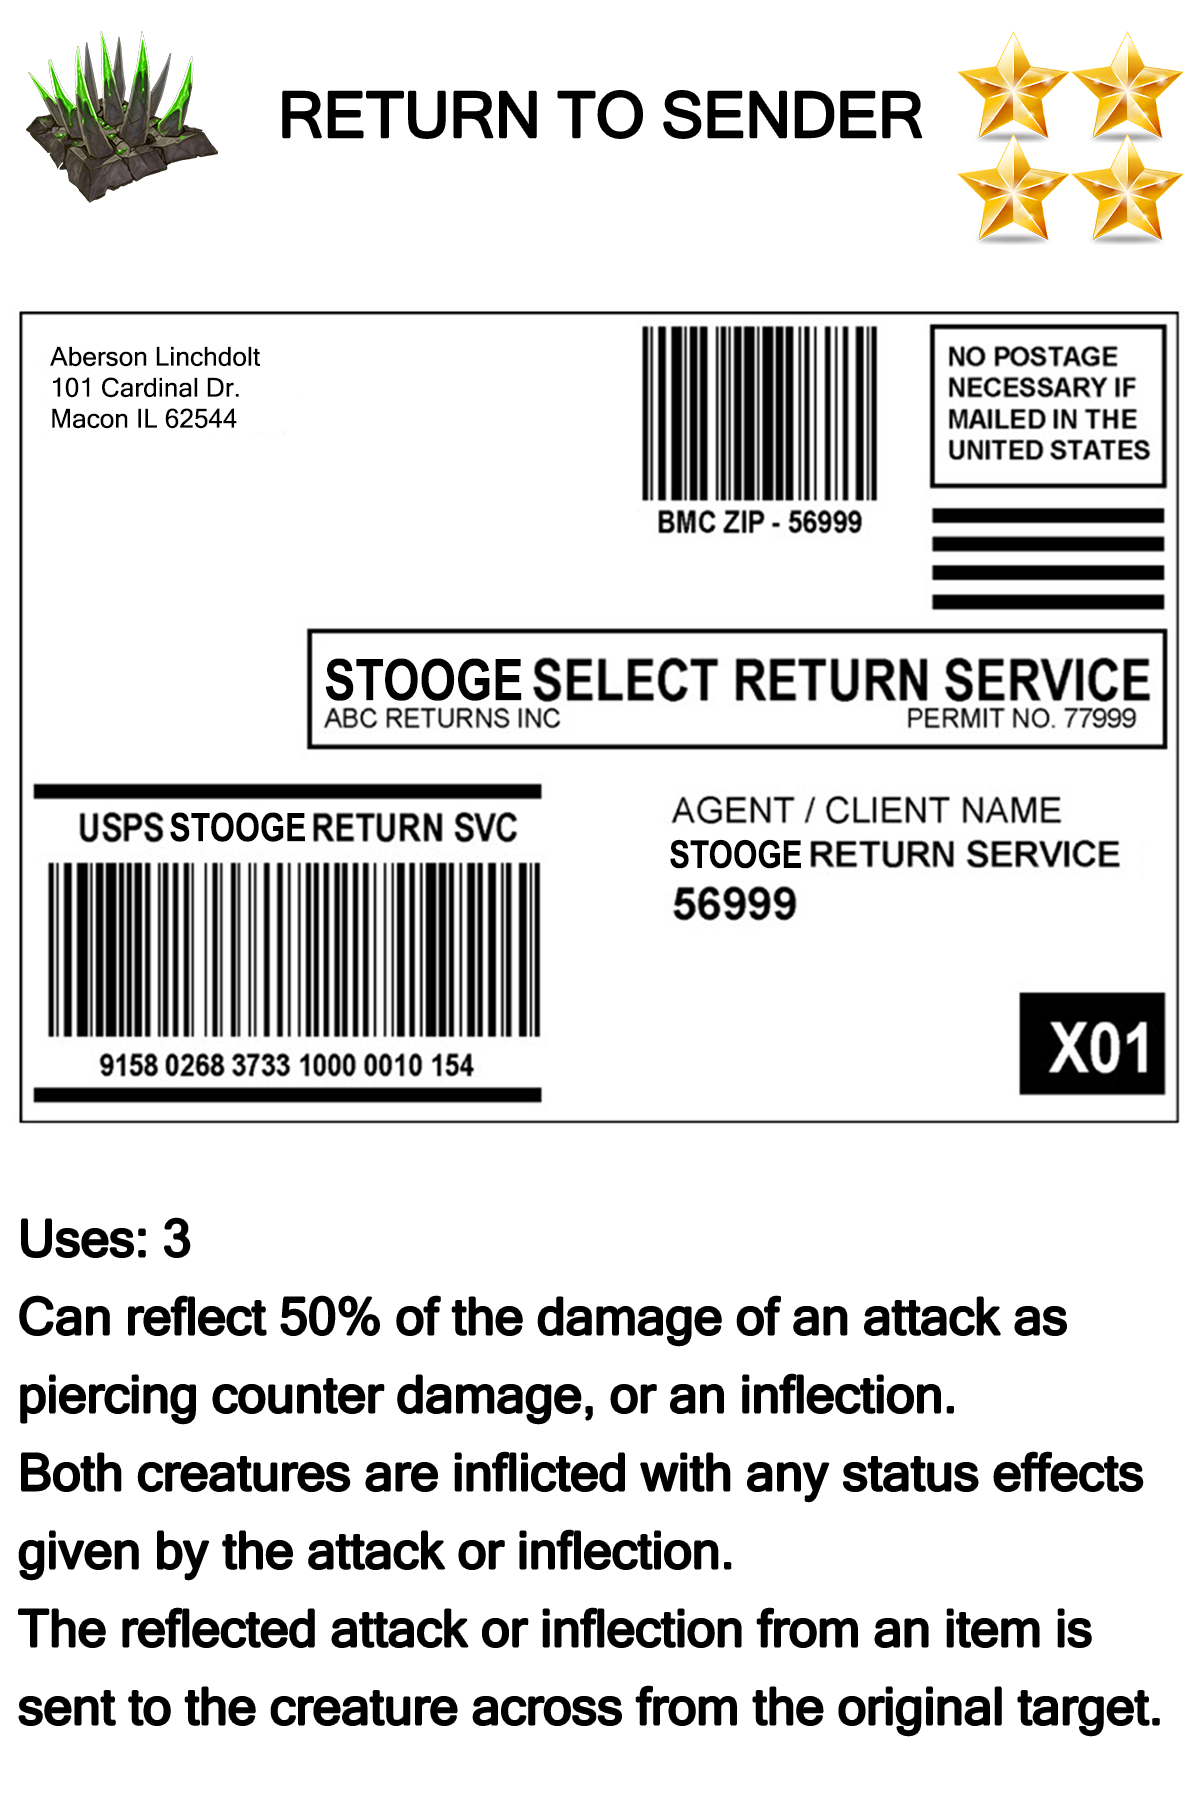 RETURN TO SENDER
Aberson Linchdolt
101 Cardinal Dr.
Macon IL 62544
BMC ZIP - 56999
NO POSTAGE
NECESSARY IF
MAILED IN THE
UNITED STATES
STOOGE SELECT RETURN SERVICE
ABC RETURNS INC PERMIT NO. 77999
USPS STOOGE RETURN SVC
9158 0268 3733 1000 0010 154
AGENT / CLIENT NAME
STOOGE RETURN SERVICE
56999
X01
Uses: 3
Can reflect 50% of the damage of an attack as
piercing counter damage, or an inflection.
Both creatures are inflicted with any status effects
given by the attack or inflection.
The reflected attack or inflection from an item is
sent to the creature across from the original target.